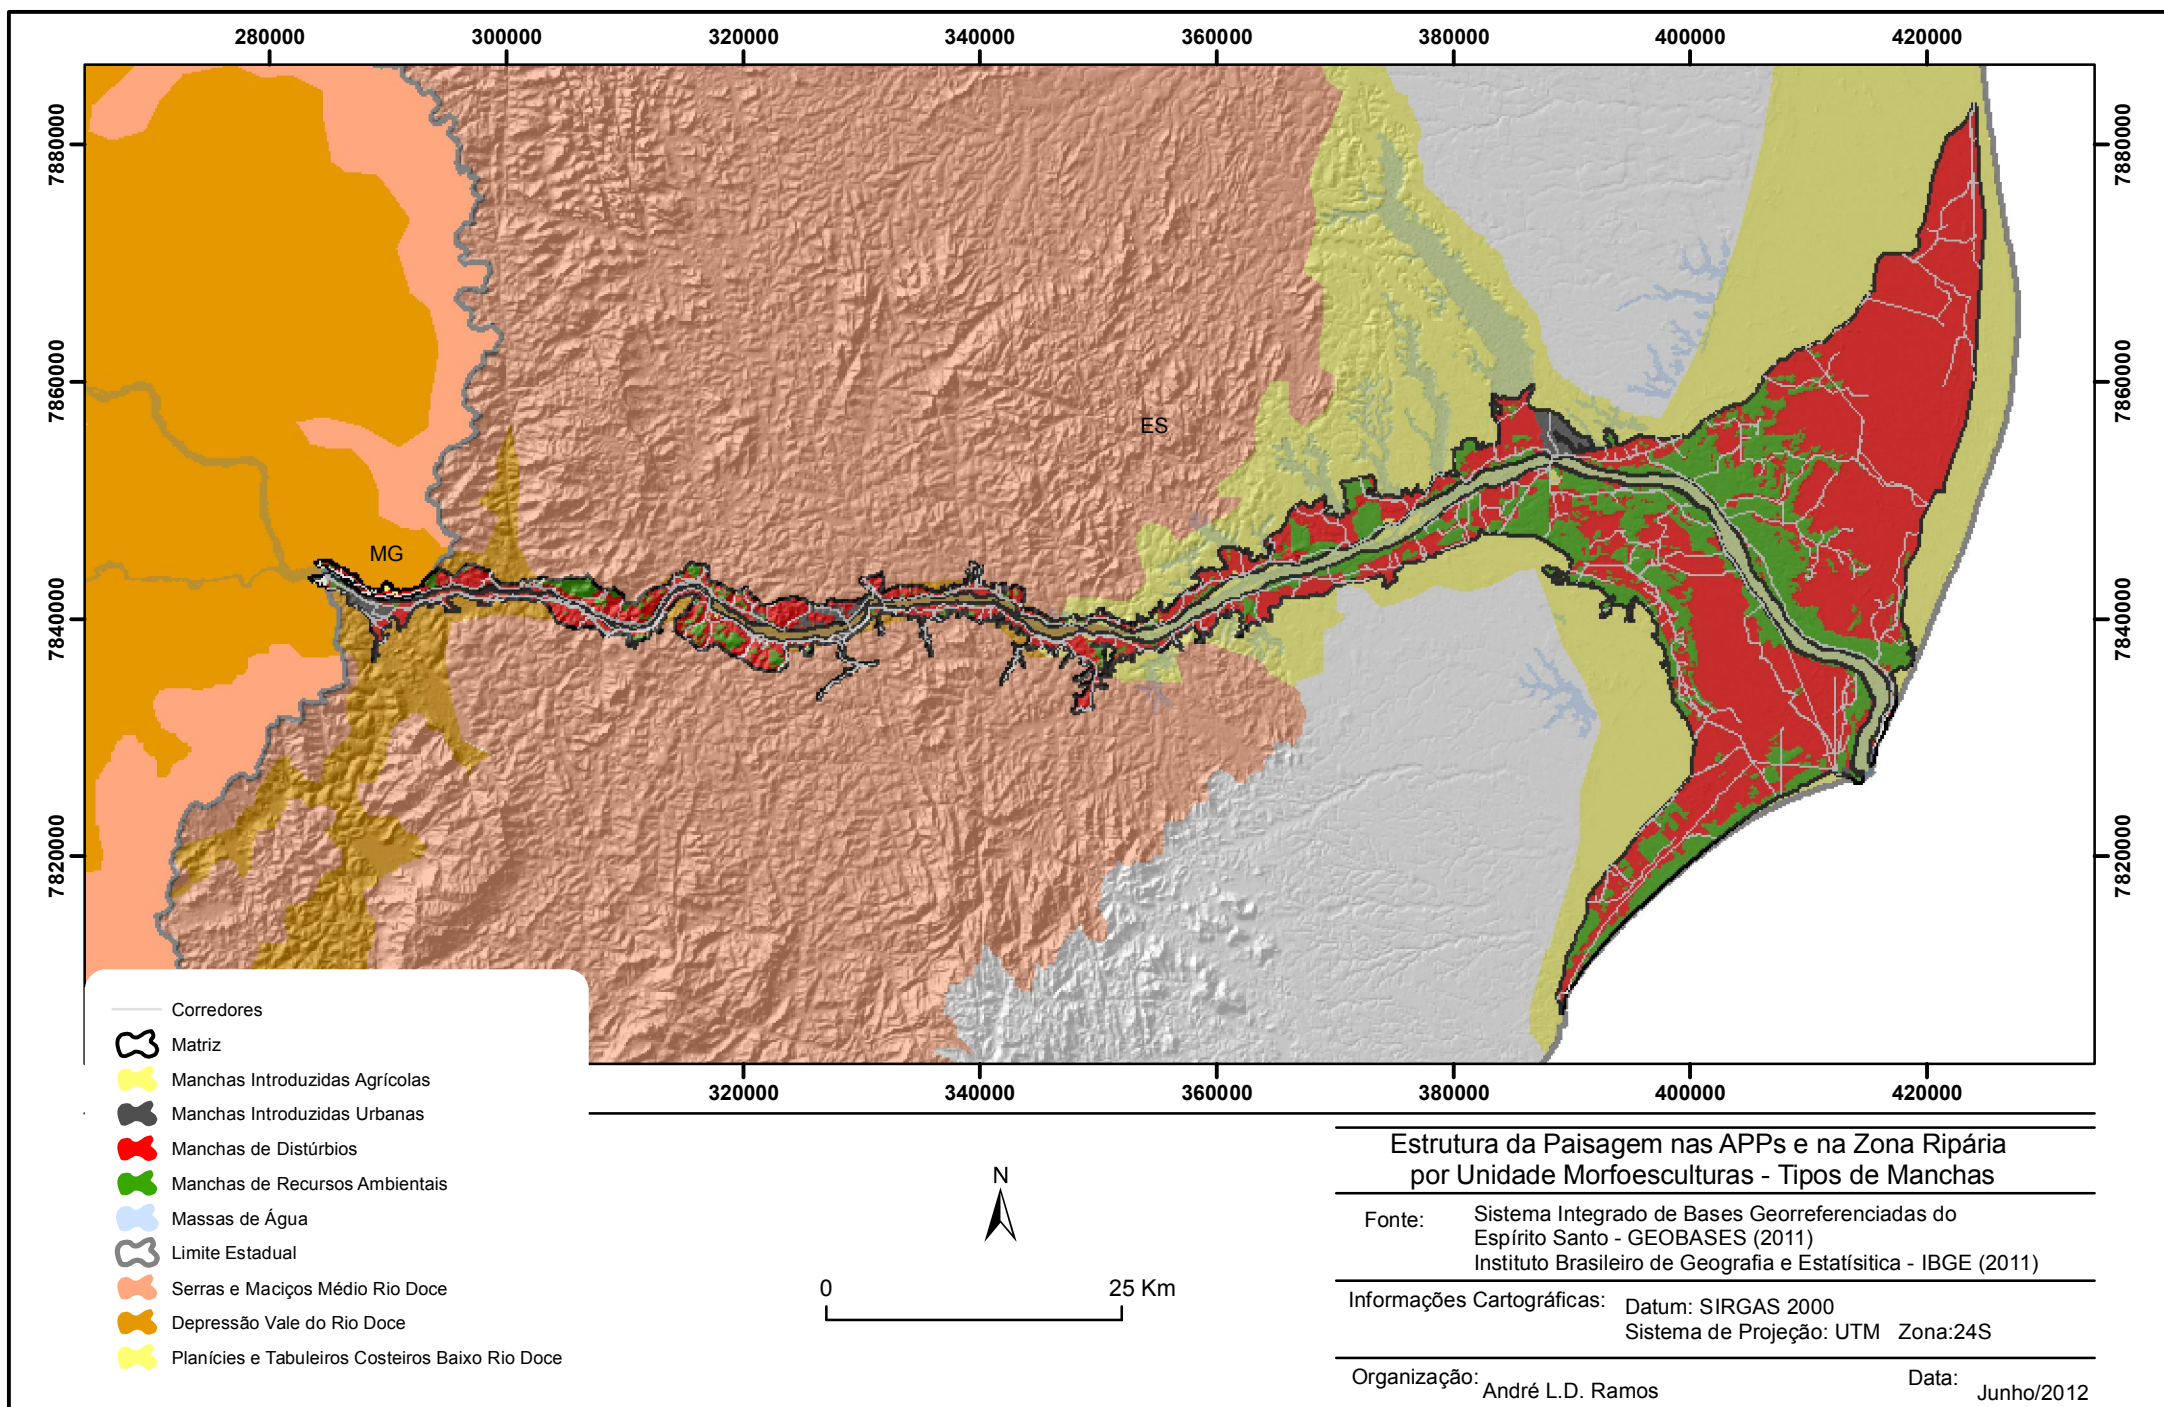 280000 300000 320000 340000 360000 380000 400000 420000
7880000 7880000
7860000 7860000
ES
MG
7840000 7840000
7820000 7820000
320000 340000 360000 380000 400000 420000
Corredores
Matriz
Manchas Introduzidas Agrícolas
Manchas Introduzidas Urbanas
Manchas de Distúrbios
Manchas de Recursos Ambientais
Massas de Água
Limite Estadual
Serras e Maciços Médio Rio Doce
Depressão Vale do Rio Doce
Planícies e Tabuleiros Costeiros Baixo Rio Doce
N
0 25 Km
Estrutura da Paisagem nas APPs e na Zona Ripária
por Unidade Morfoesculturas - Tipos de Manchas
Fonte: Sistema Integrado de Bases Georreferenciadas do
Espírito Santo - GEOBASES (2011)
Instituto Brasileiro de Geografia e Estatísitica - IBGE (2011)
Informações Cartográficas: Datum: SIRGAS 2000
Sistema de Projeção: UTM Zona:24S
Organização: André L.D. Ramos
Data: Junho/2012